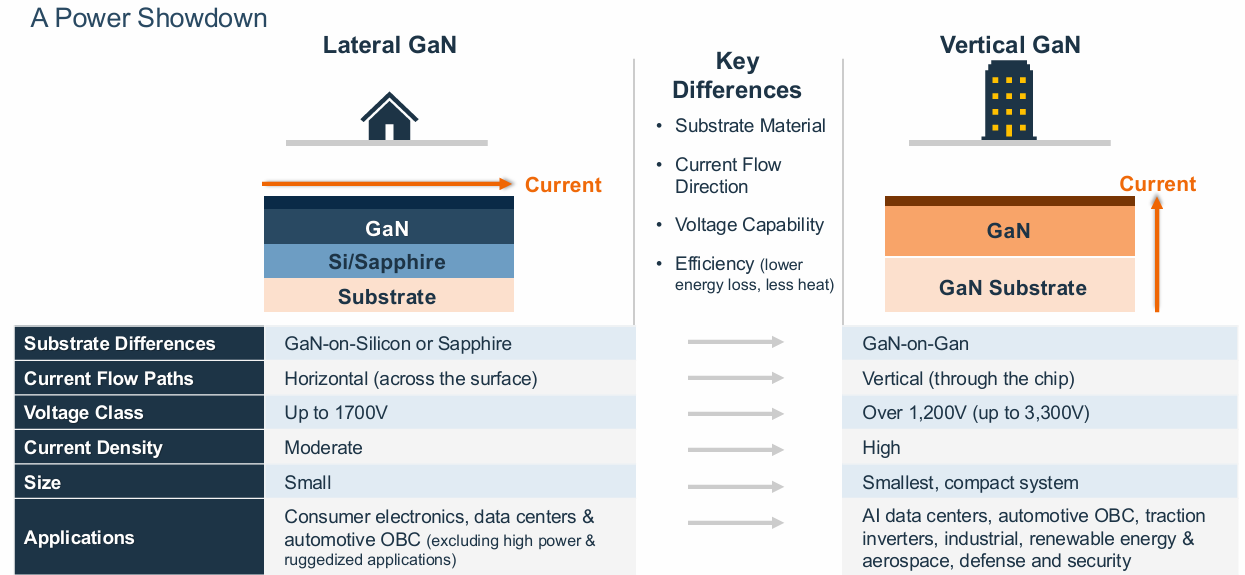 A Power Showdown
Lateral GaN
Current
GaN
Si/Sapphire
Substrate
Key
Differences
• Substrate Material
• Current Flow
Direction
• Voltage Capability
• Efficiency (lower
energy loss, less heat)
Vertical GaN
Current
GaN
GaN Substrate
Substrate Differences
GaN-on-Silicon or Sapphire
GaN-on-Gan
Current Flow Paths
Horizontal (across the surface)
Vertical (through the chip)
Voltage Class
Up to 1700V
Over 1,200V (up to 3,300V)
Current Density
Moderate
High
Size
Small
Smallest, compact system
Applications
Consumer electronics, data centers &
automotive OBC (excluding high power &
ruggedized applications)
AI data centers, automotive OBC, traction
inverters, industrial, renewable energy &
aerospace, defense and security